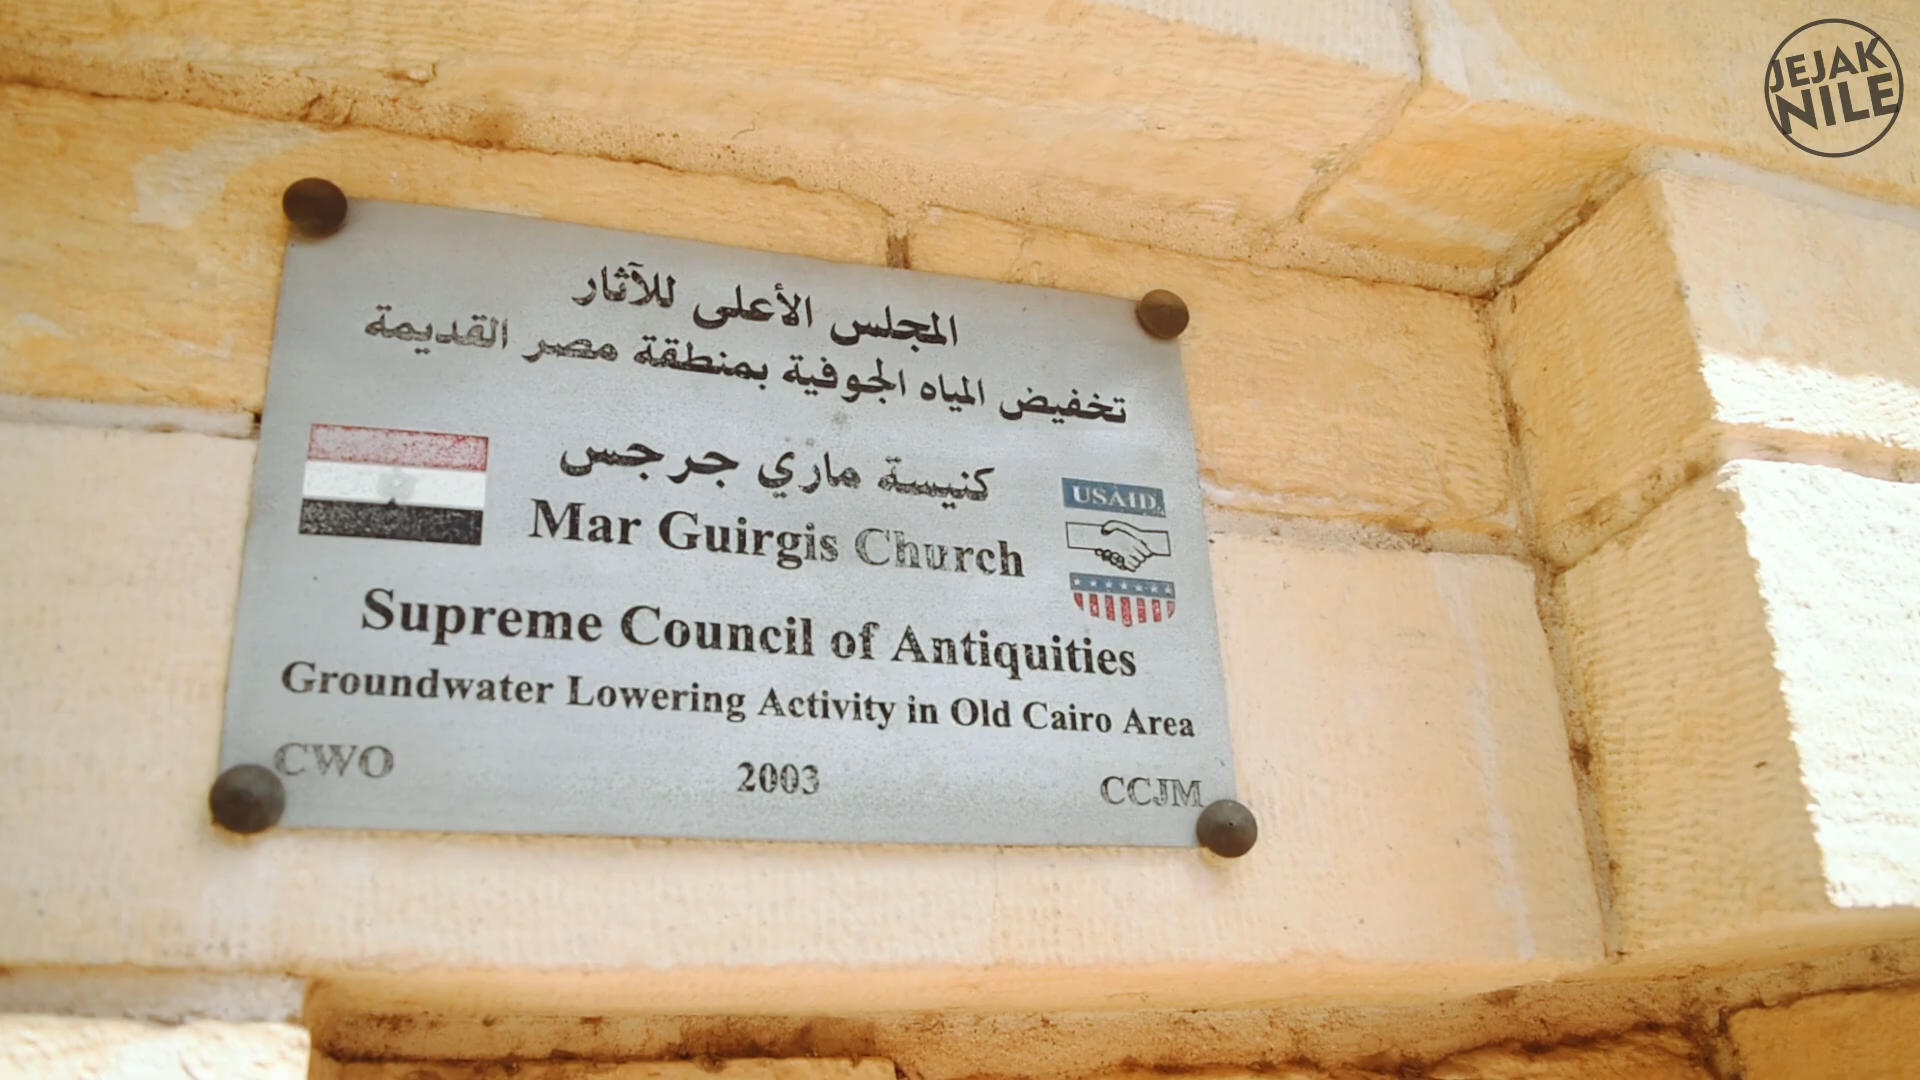 المجلس الأعلى للآثار
تخفيض المياه الجوفية بمنطقة مصر القديمة
كنيسة ماري جرجس
Mar Guirgis Church
USAID
Supreme Council of Antiquities
Groundwater Lowering Activity in Old Cairo Area
CWO 2003 CCJM
JEJAK
NILE